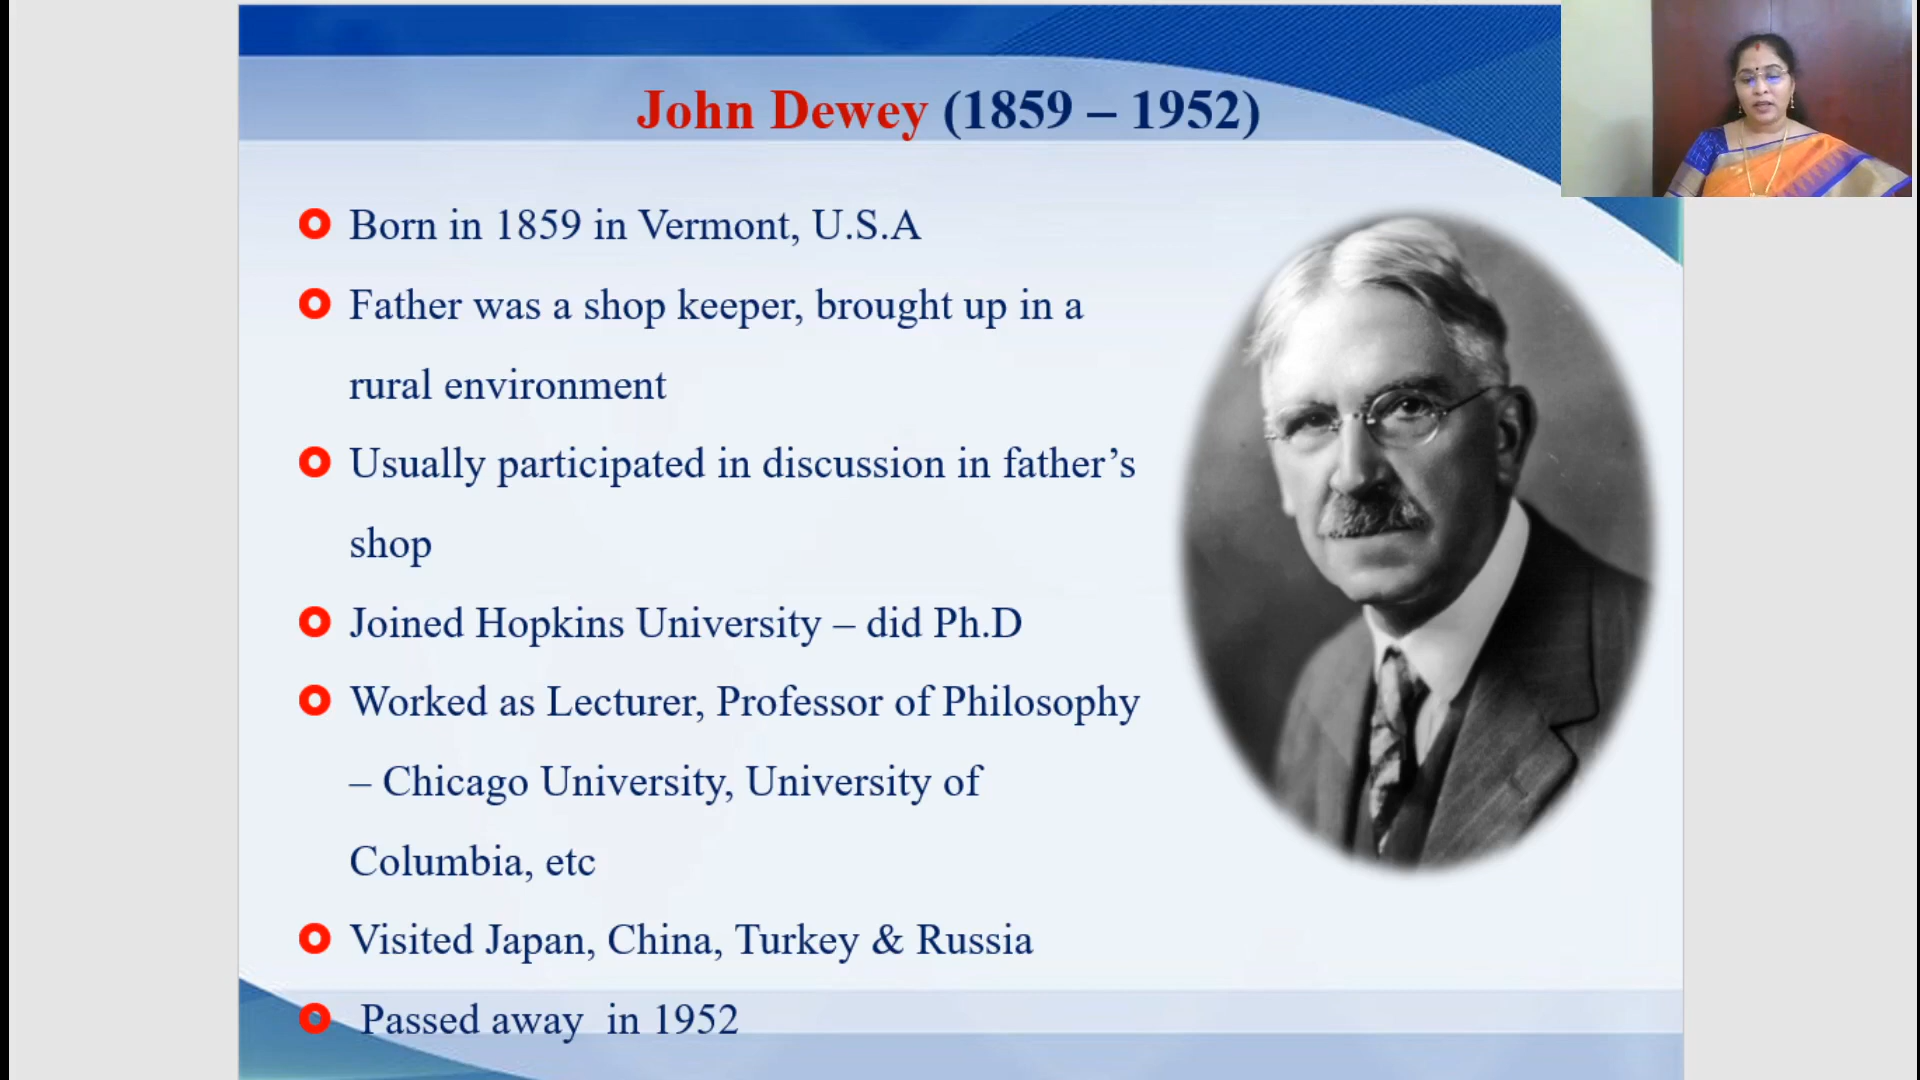 John Dewey (1859 – 1952)
Born in 1859 in Vermont, U.S.A
Father was a shop keeper, brought up in a
rural environment
Usually participated in discussion in father’s
shop
Joined Hopkins University – did Ph.D
Worked as Lecturer, Professor of Philosophy
– Chicago University, University of
Columbia, etc
Visited Japan, China, Turkey & Russia
Passed away in 1952